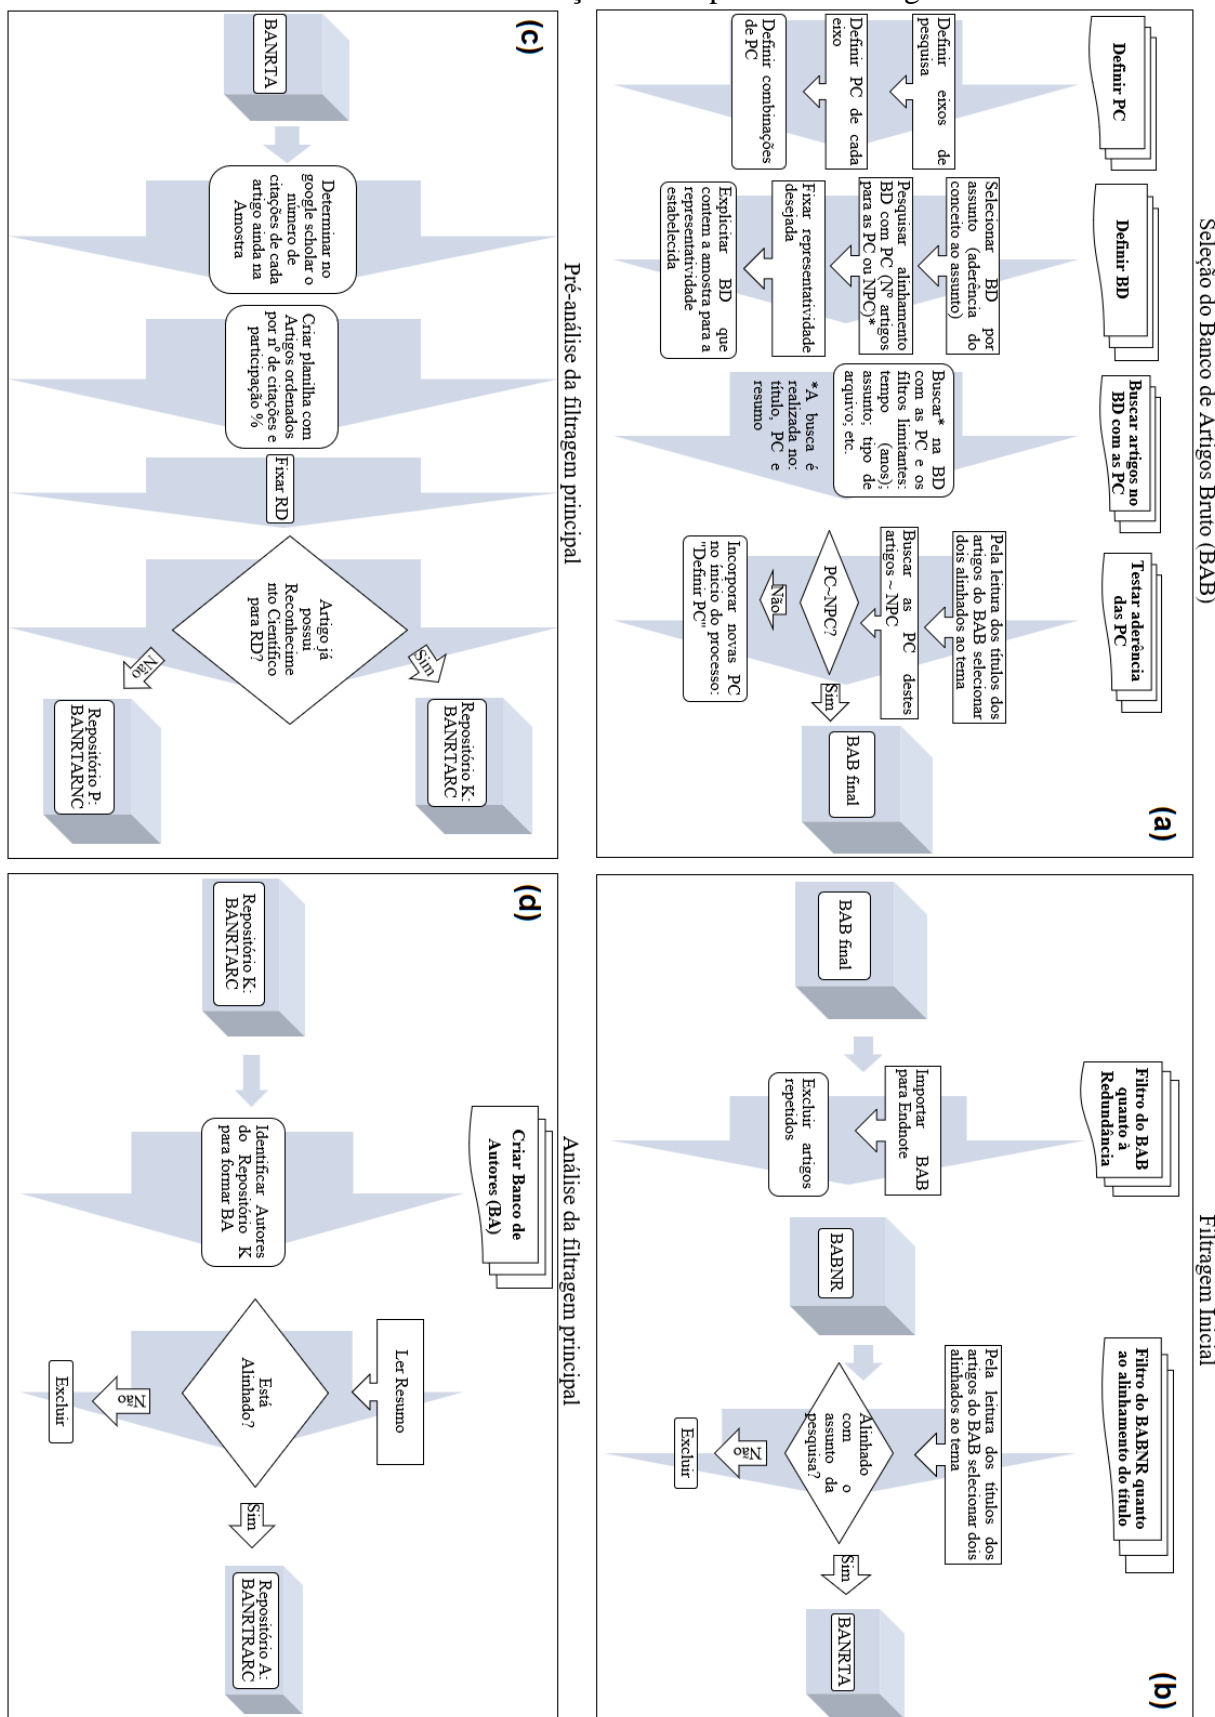 Seleção do Banco de Artigos Bruto (BAB)
(a)
Definir PC
Definir eixos de
pesquisa
Definir PC de cada
eixo
Definir combinações
de PC
Definir BD
Selecionar BD por
assunto (aderência do
conceito ao assunto)
Pesquisar alinhamento
BD com PC (Nº artigos
para as PC ou NPC)*
Fixar representatividade
desejada
Explicitar BD que
contem a amostra para a
representatividade
estabelecida
Buscar artigos no
BD com as PC
Buscar* na BD
com as PC e os
filtros limitantes:
tempo (anos);
assunto; tipo de
arquivo; etc.
*A busca é
realizada no:
título, PC e
resumo
Testar aderência
das PC
Pela leitura dos títulos dos
artigos do BAB selecionar
dois alinhados ao tema
Buscar as PC destes
artigos ~ NPC
PC~NPC?
Não
Sim
Incorporar novas PC
no início do processo:
"Definir PC"
BAB final
Filtragem Inicial
(b)
BAB final
Filtro do BAB
quanto à
Redundância
Importar BAB
para Endnote
Excluir artigos
repetidos
BABNR
Filtro do BABNR quanto
ao alinhamento do título
Pela leitura dos títulos dos
artigos do BAB selecionar dois
alinhados ao tema
Alinhado
com o
assunto da
pesquisa?
Não
Excluir
Sim
BANRTA
Pré-análise da filtragem principal
(c)
BANRTA
Determinar no
google scholar o
número de
citações de cada
artigo ainda na
Amostra
Criar planilha com
Artigos ordenados
por nº de citações e
participação %
Fixar RD
Artigo já
possui
Reconhecime
nto Científico
para RD?
Sim
Não
Repositório K:
BANRTARC
Repositório P:
BANRTARNC
Análise da filtragem principal
(d)
Repositório K:
BANRTARC
Criar Banco de
Autores (BA)
Identificar Autores
do Repositório K
para formar BA
Ler Resumo
Está
Alinhado?
Não
Excluir
Sim
Repositório A:
BANRTRARC